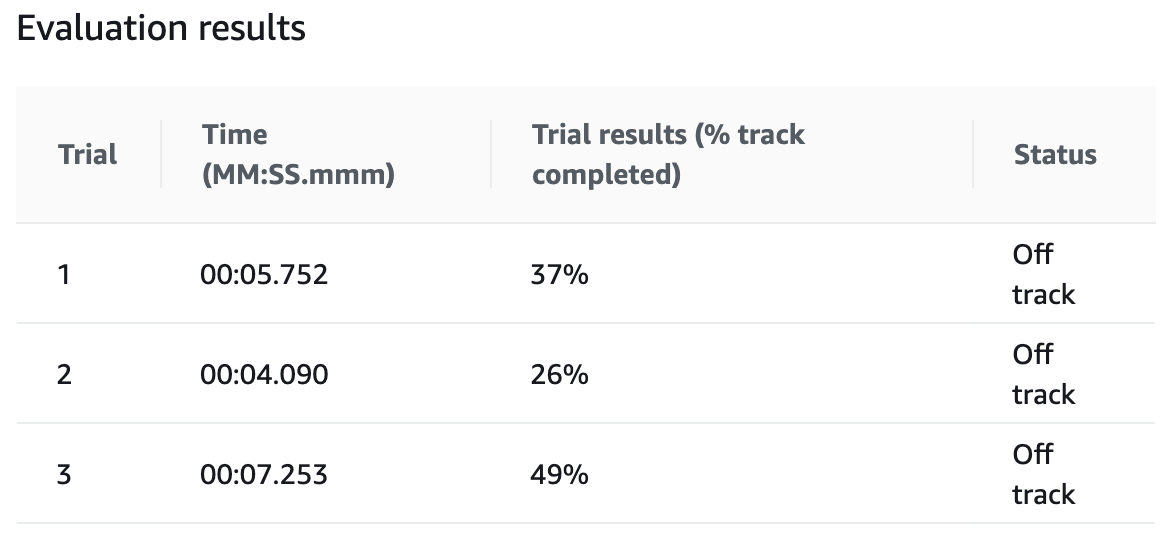 Evaluation results
Trial
Time
(MM:SS.mmm)
Trial results (% track
completed)
Status
1
00:05.752
37%
Off
track
2
00:04.090
26%
Off
track
3
00:07.253
49%
Off
track